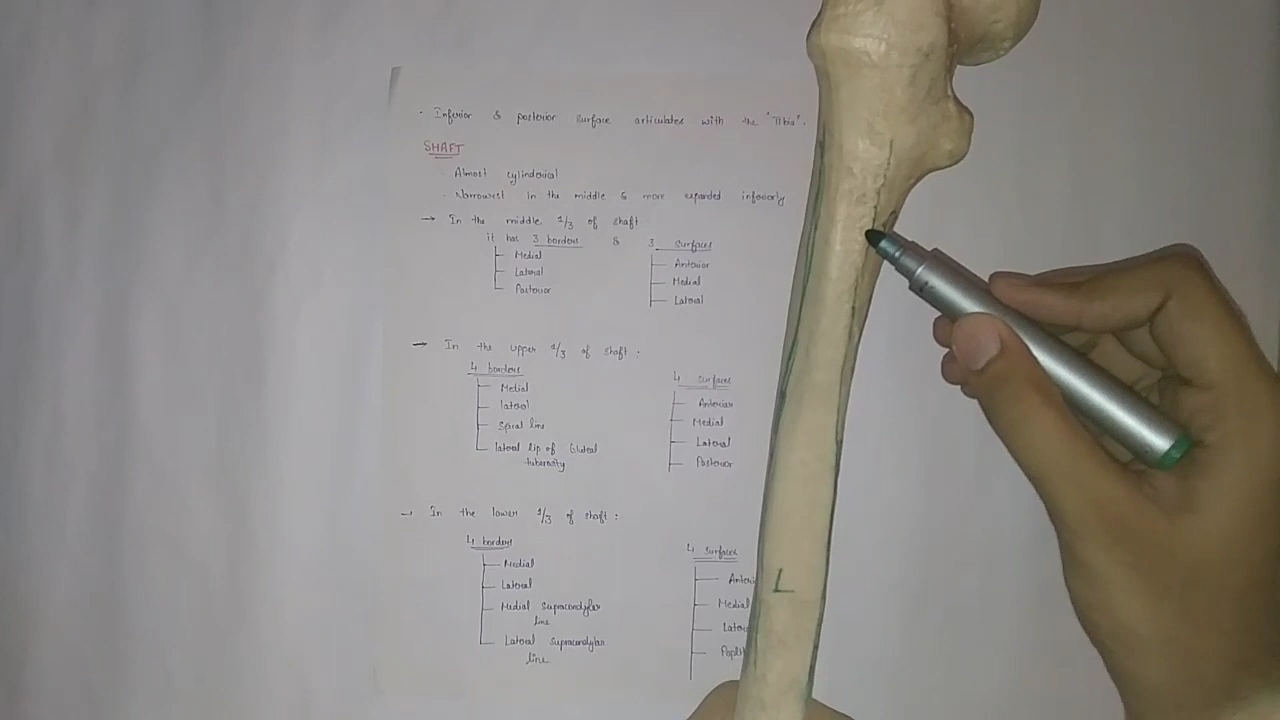 - Inferior & posterior surface articulates with the "Tibia".
SHAFT
- Almost cylinderical
- Narrowest in the middle & more expanded inferiorly
→ In the middle 1/3 of shaft
it has 3 borders & 3 surfaces
Medial
Lateral
Posterior
Anterior
Medial
Lateral
→ In the upper 1/3 of shaft :
4 borders
Medial
lateral
Spiral line
lateral lip of Gluteal
tuberosity
4 surfaces
Anterior
Medial
Lateral
Posterior
→ In the lower 1/3 of shaft :
4 borders
Medial
Lateral
Medial Supracondylar
line
Lateral Supracondylar
line
4 surfaces
Anteri
Medial
Later
Poplit
L